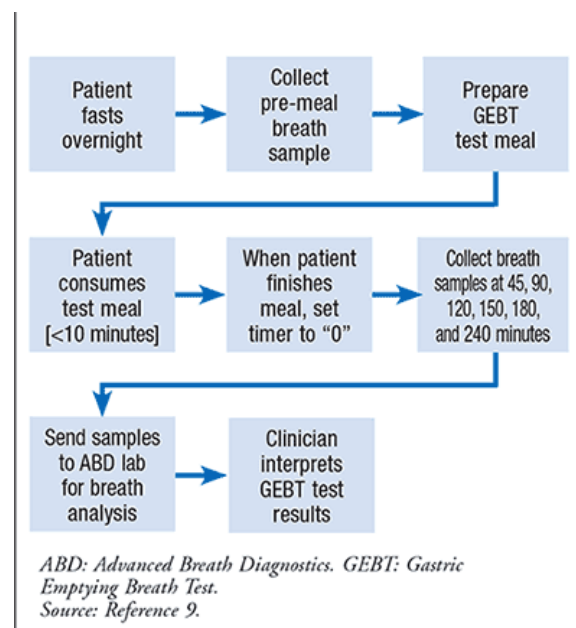 Patient
fasts
overnight
Collect
pre-meal
breath
sample
Prepare
GEBT
test meal
Patient
consumes
test meal
[<10 minutes]
When patient
finishes
meal, set
timer to “0”
Collect breath
samples at 45, 90,
120, 150, 180,
and 240 minutes
Send samples
to ABD lab
for breath
analysis
Clinician
interprets
GEBT test
results
ABD: Advanced Breath Diagnostics. GEBT: Gastric
Emptying Breath Test.
Source: Reference 9.